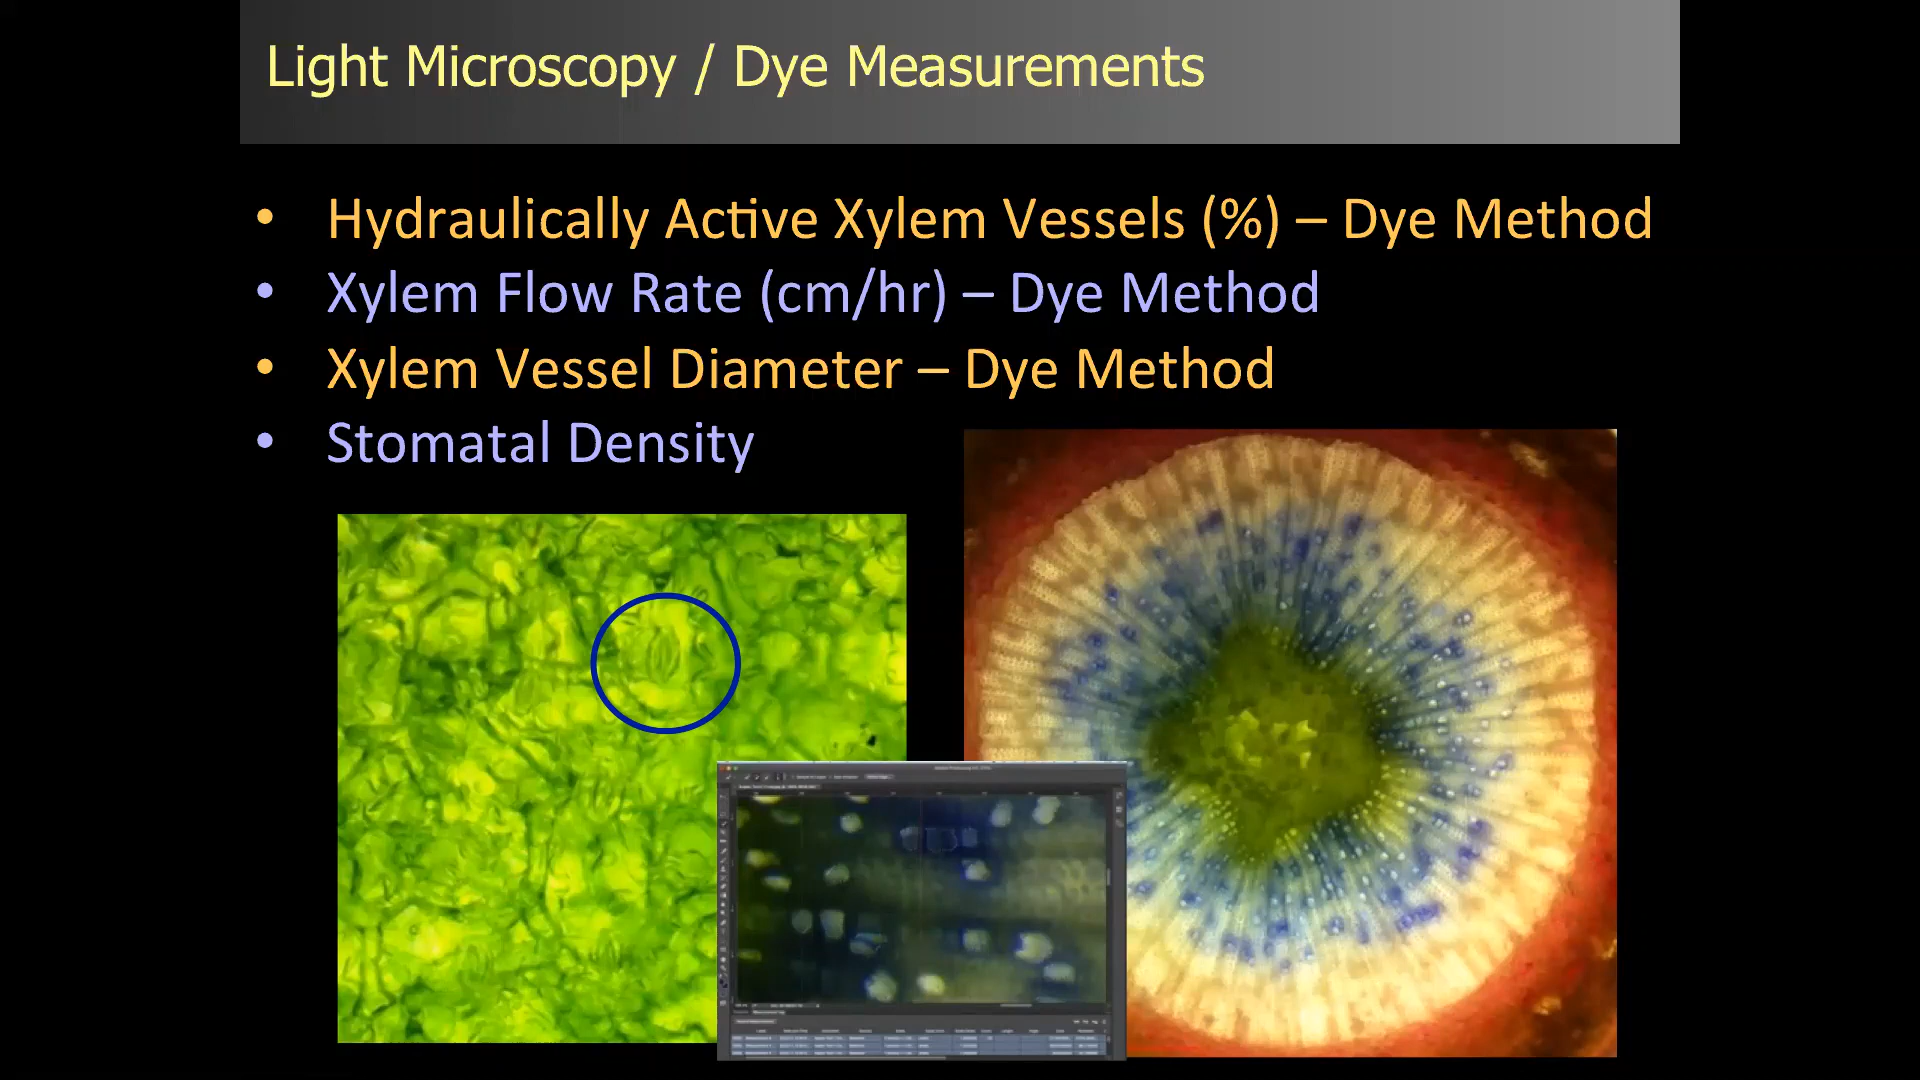 Light Microscopy / Dye Measurements
• Hydraulically Active Xylem Vessels (%) – Dye Method
• Xylem Flow Rate (cm/hr) – Dye Method
• Xylem Vessel Diameter – Dye Method
• Stomatal Density